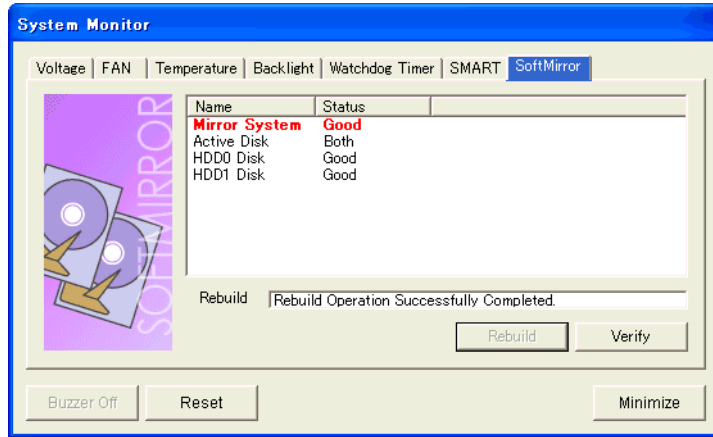 System Monitor
Voltage FAN Temperature Backlight Watchdog Timer SMART SoftMirror
SOFTMIRROR
Name Status
Mirror System Good
Active Disk Both
HDD0 Disk Good
HDD1 Disk Good
Rebuild Rebuild Operation Successfully Completed.
Rebuild Verify
Buzzer Off Reset Minimize